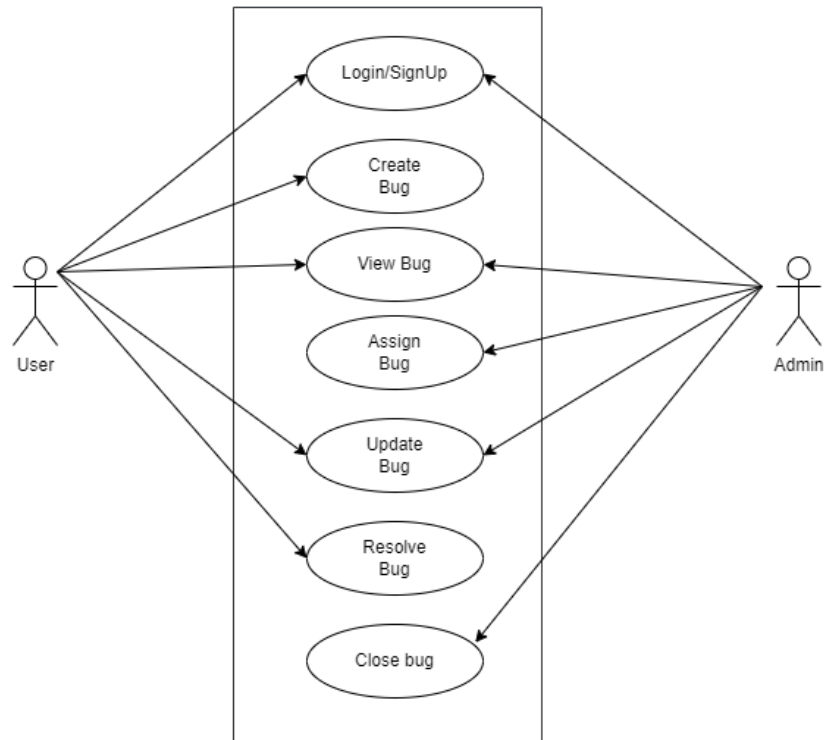 Login/SignUp
Create
Bug
View Bug
Assign
Bug
User
Admin
Update
Bug
Resolve
Bug
Close bug